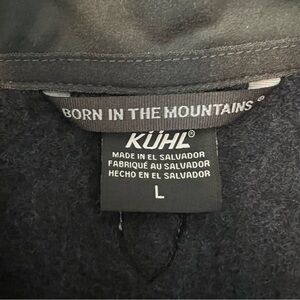 BORN IN THE MOUNTAINS®
KÜHL®
MADE IN EL SALVADOR
FABRIQUÉ AU SALVADOR
HECHO EN EL SALVADOR
L